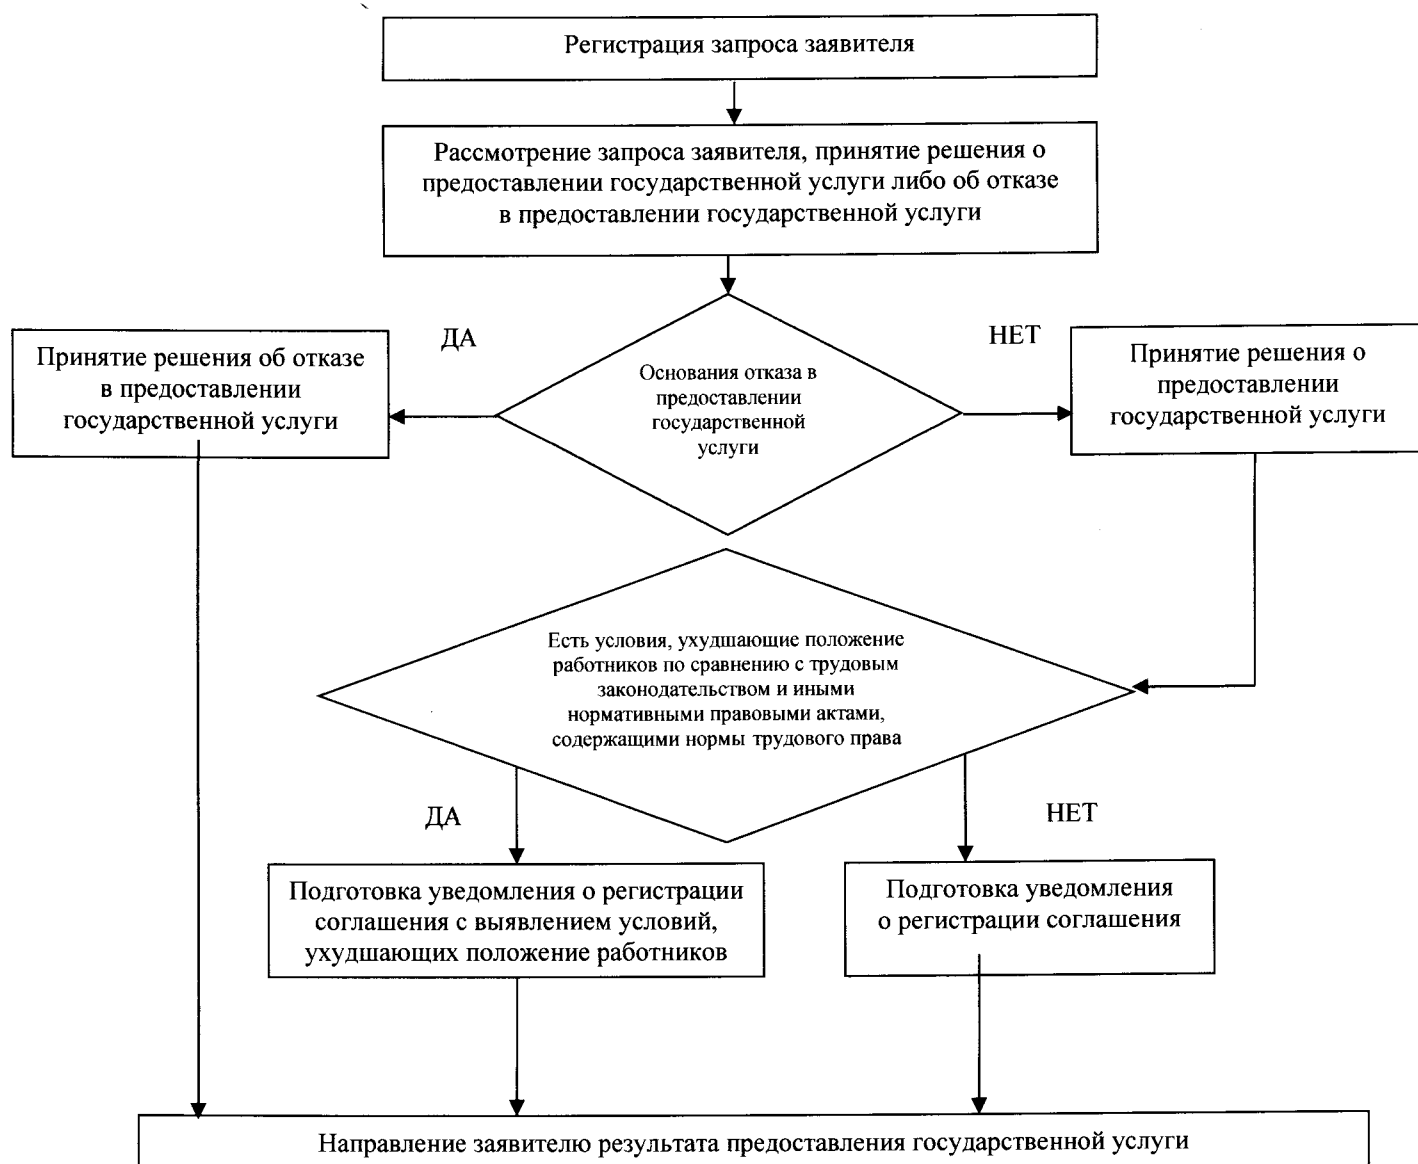 Регистрация запроса заявителя
Рассмотрение запроса заявителя, принятие решения о
предоставлении государственной услуги либо об отказе
в предоставлении государственной услуги
ДА
НЕТ
Принятие решения об отказе
в предоставлении
государственной услуги
Основания отказа в
предоставлении
государственной
услуги
Принятие решения о
предоставлении
государственной услуги
Есть условия, ухудшающие положение
работников по сравнению с трудовым
законодательством и иными
нормативными правовыми актами,
содержащими нормы трудового права
ДА
НЕТ
Подготовка уведомления о регистрации
соглашения с выявлением условий,
ухудшающих положение работников
Подготовка уведомления
о регистрации соглашения
Направление заявителю результата предоставления государственной услуги